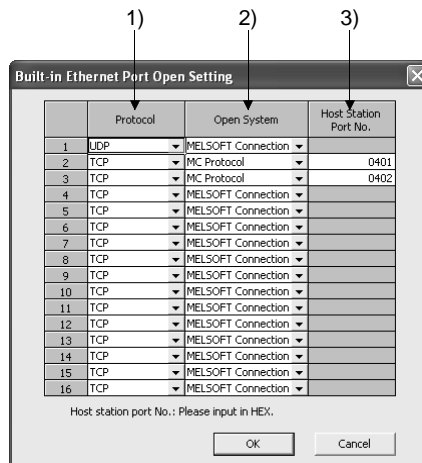 1) 2) 3)
Built-in Ethernet Port Open Setting
Protocol Open System Host Station
Port No.
1 UDP MELSOFT Connection
2 TCP MC Protocol 0401
3 TCP MC Protocol 0402
4 TCP MELSOFT Connection
5 TCP MELSOFT Connection
6 TCP MELSOFT Connection
7 TCP MELSOFT Connection
8 TCP MELSOFT Connection
9 TCP MELSOFT Connection
10 TCP MELSOFT Connection
11 TCP MELSOFT Connection
12 TCP MELSOFT Connection
13 TCP MELSOFT Connection
14 TCP MELSOFT Connection
15 TCP MELSOFT Connection
16 TCP MELSOFT Connection
Host station port No.: Please input in HEX.
OK Cancel